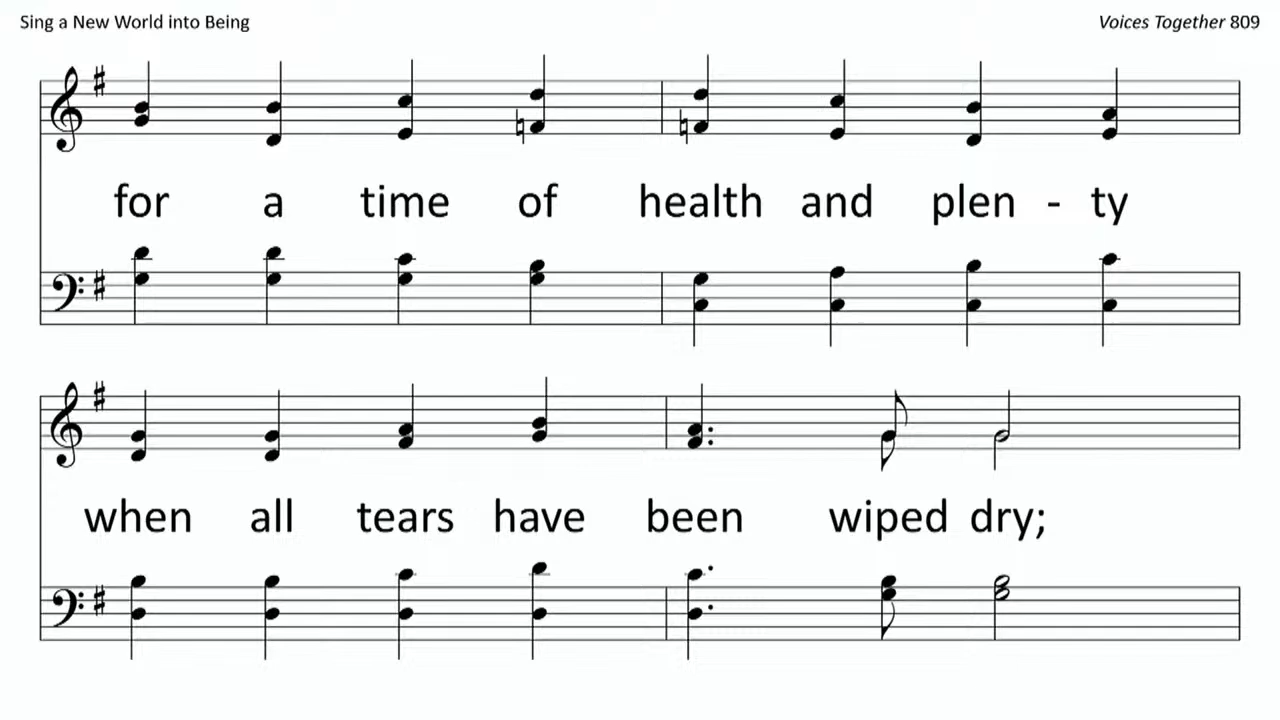 Sing a New World into Being
Voices Together 809
for a time of health and plen - ty
when all tears have been wiped dry;